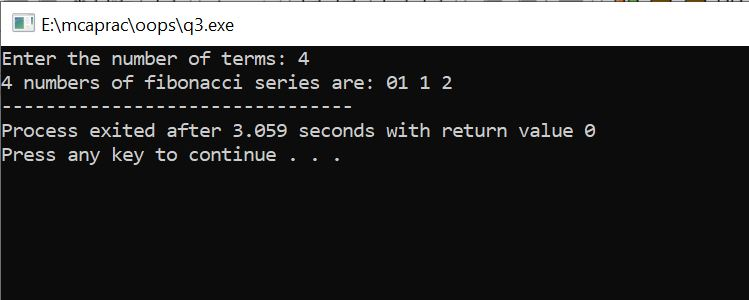 E:\mcaprac\oops\q3.exe
Enter the number of terms: 4
4 numbers of fibonacci series are: 01 1 2
--------------------------------
Process exited after 3.059 seconds with return value 0
Press any key to continue . . .